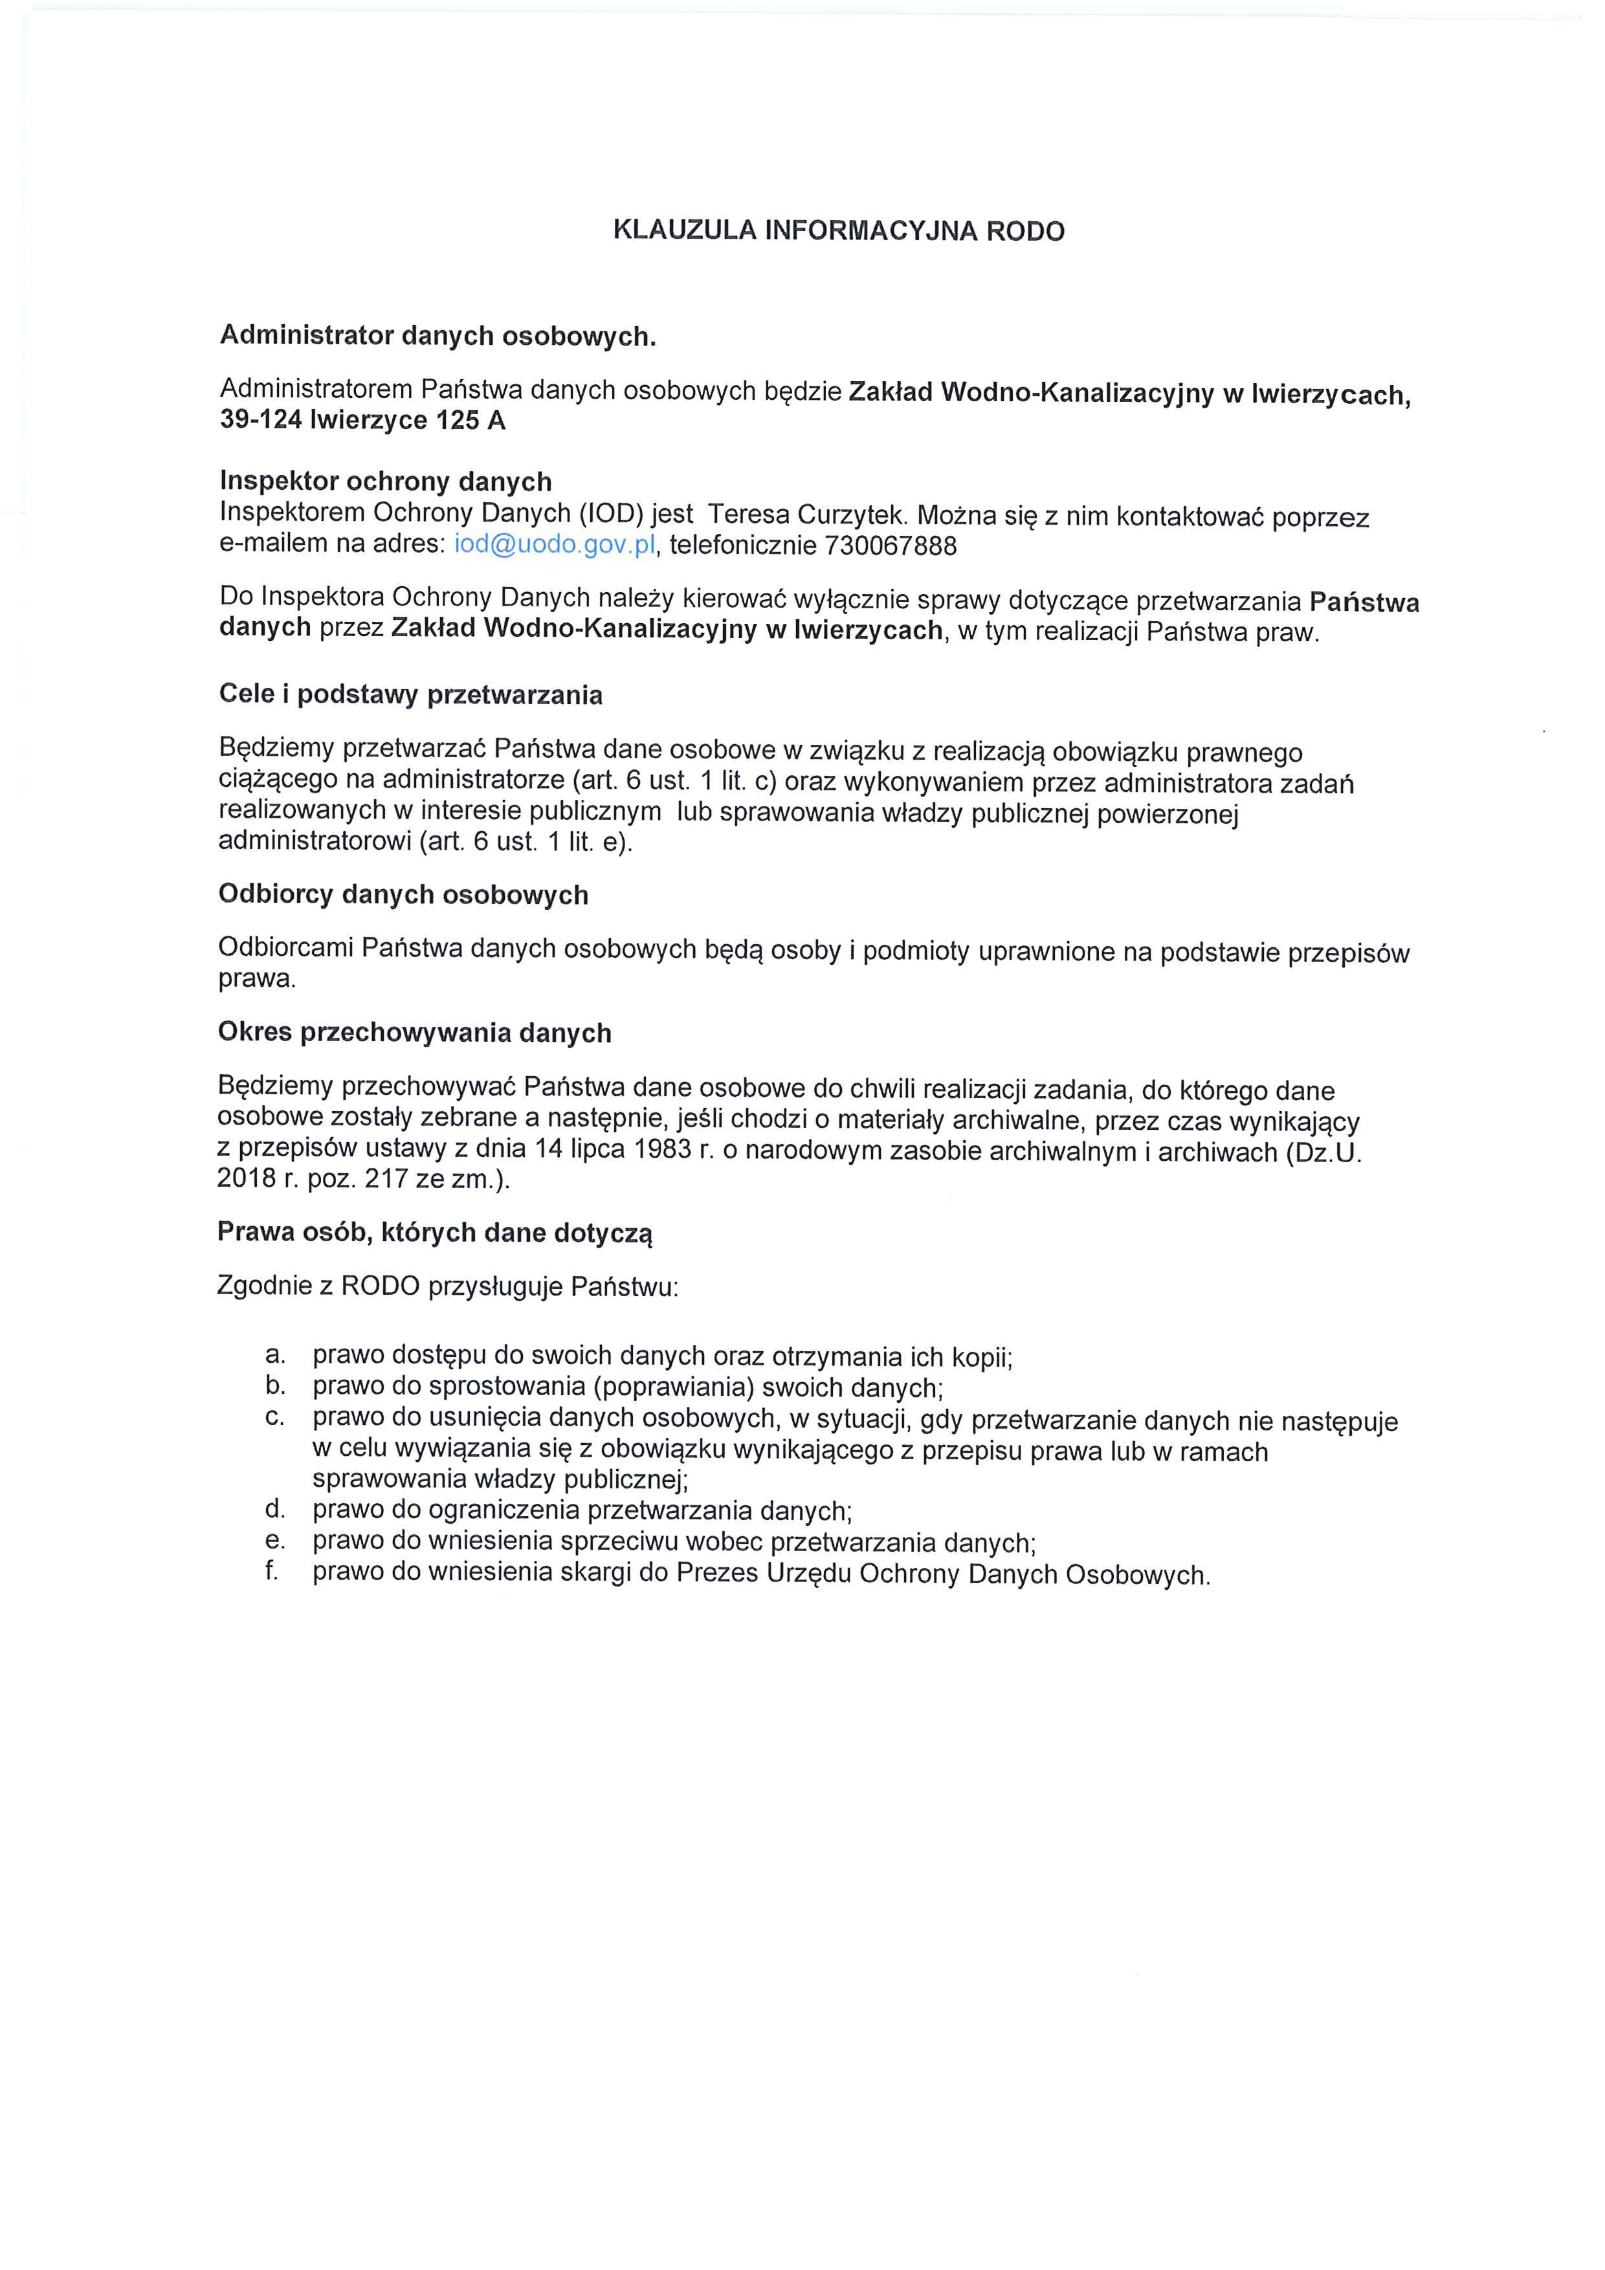 KLAUZULA INFORMACYJNA RODO
Administrator danych osobowych.
Administratorem Państwa danych osobowych będzie Zakład Wodno-Kanalizacyjny w Iwierzycach,
39-124 Iwierzyce 125 A
Inspektor ochrony danych
Inspektorem Ochrony Danych (IOD) jest  Teresa Curzytek. Można się z nim kontaktować poprzez
e-mailem na adres: iod@uodo.gov.pl, telefonicznie 730067888
Do Inspektora Ochrony Danych należy kierować wyłącznie sprawy dotyczące przetwarzania Państwa
danych przez Zakład Wodno-Kanalizacyjny w Iwierzycach, w tym realizacji Państwa praw.
Cele i podstawy przetwarzania
Będziemy przetwarzać Państwa dane osobowe w związku z realizacją obowiązku prawnego
ciążącego na administratorze (art. 6 ust. 1 lit. c) oraz wykonywaniem przez administratora zadań
realizowanych w interesie publicznym  lub sprawowania władzy publicznej powierzonej
administratorowi (art. 6 ust. 1 lit. e).
Odbiorcy danych osobowych
Odbiorcami Państwa danych osobowych będą osoby i podmioty uprawnione na podstawie przepisów
prawa.
Okres przechowywania danych
Będziemy przechowywać Państwa dane osobowe do chwili realizacji zadania, do którego dane
osobowe zostały zebrane a następnie, jeśli chodzi o materiały archiwalne, przez czas wynikający
z przepisów ustawy z dnia 14 lipca 1983 r. o narodowym zasobie archiwalnym i archiwach (Dz.U.
2018 r. poz. 217 ze zm.).
Prawa osób, których dane dotyczą
Zgodnie z RODO przysługuje Państwu:
a. prawo dostępu do swoich danych oraz otrzymania ich kopii;
b. prawo do sprostowania (poprawiania) swoich danych;
c. prawo do usunięcia danych osobowych, w sytuacji, gdy przetwarzanie danych nie następuje
w celu wywiązania się z obowiązku wynikającego z przepisu prawa lub w ramach
sprawowania władzy publicznej;
d. prawo do ograniczenia przetwarzania danych;
e. prawo do wniesienia sprzeciwu wobec przetwarzania danych;
f. prawo do wniesienia skargi do Prezes Urzędu Ochrony Danych Osobowych.